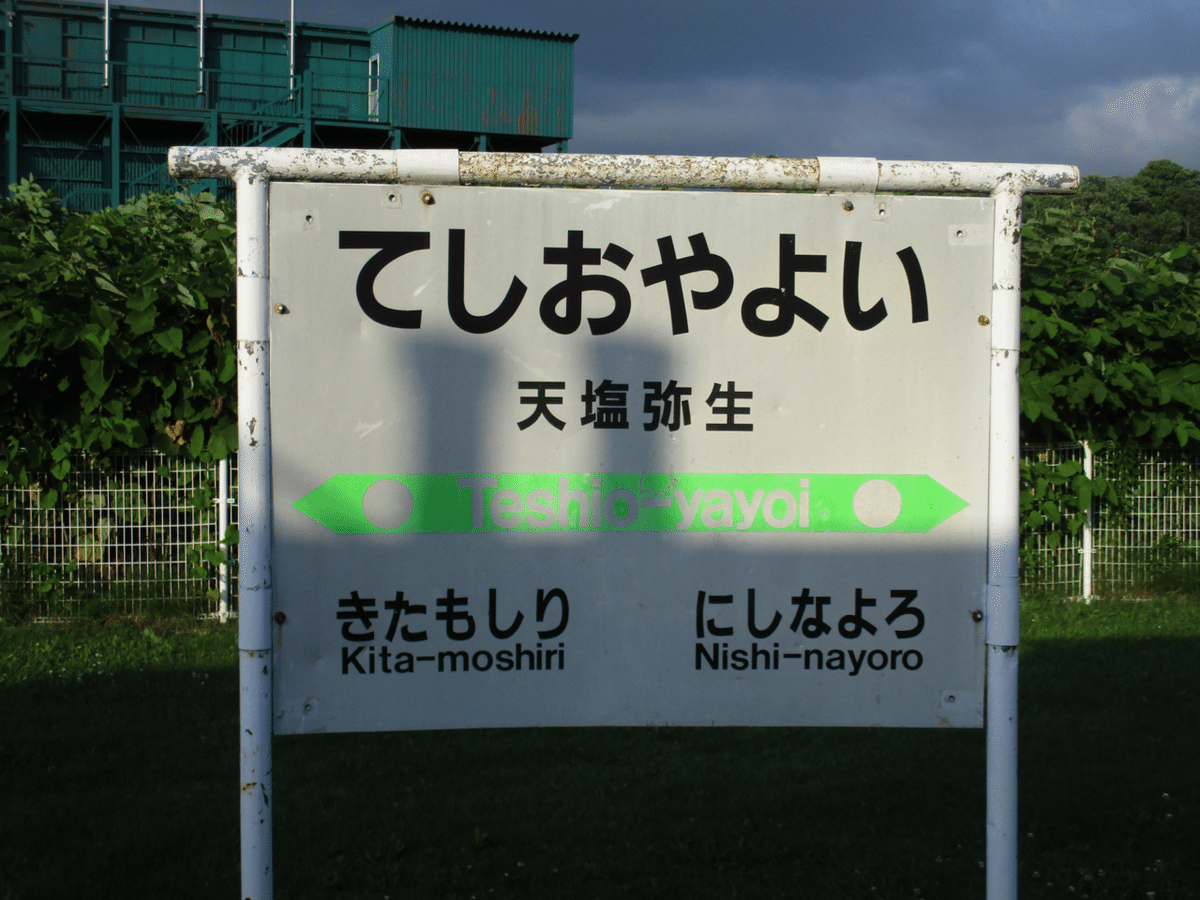 てしおやよい
天塩弥生
Teshio-yayoi
きたもしり にしなよろ
Kita-moshiri Nishi-nayoro